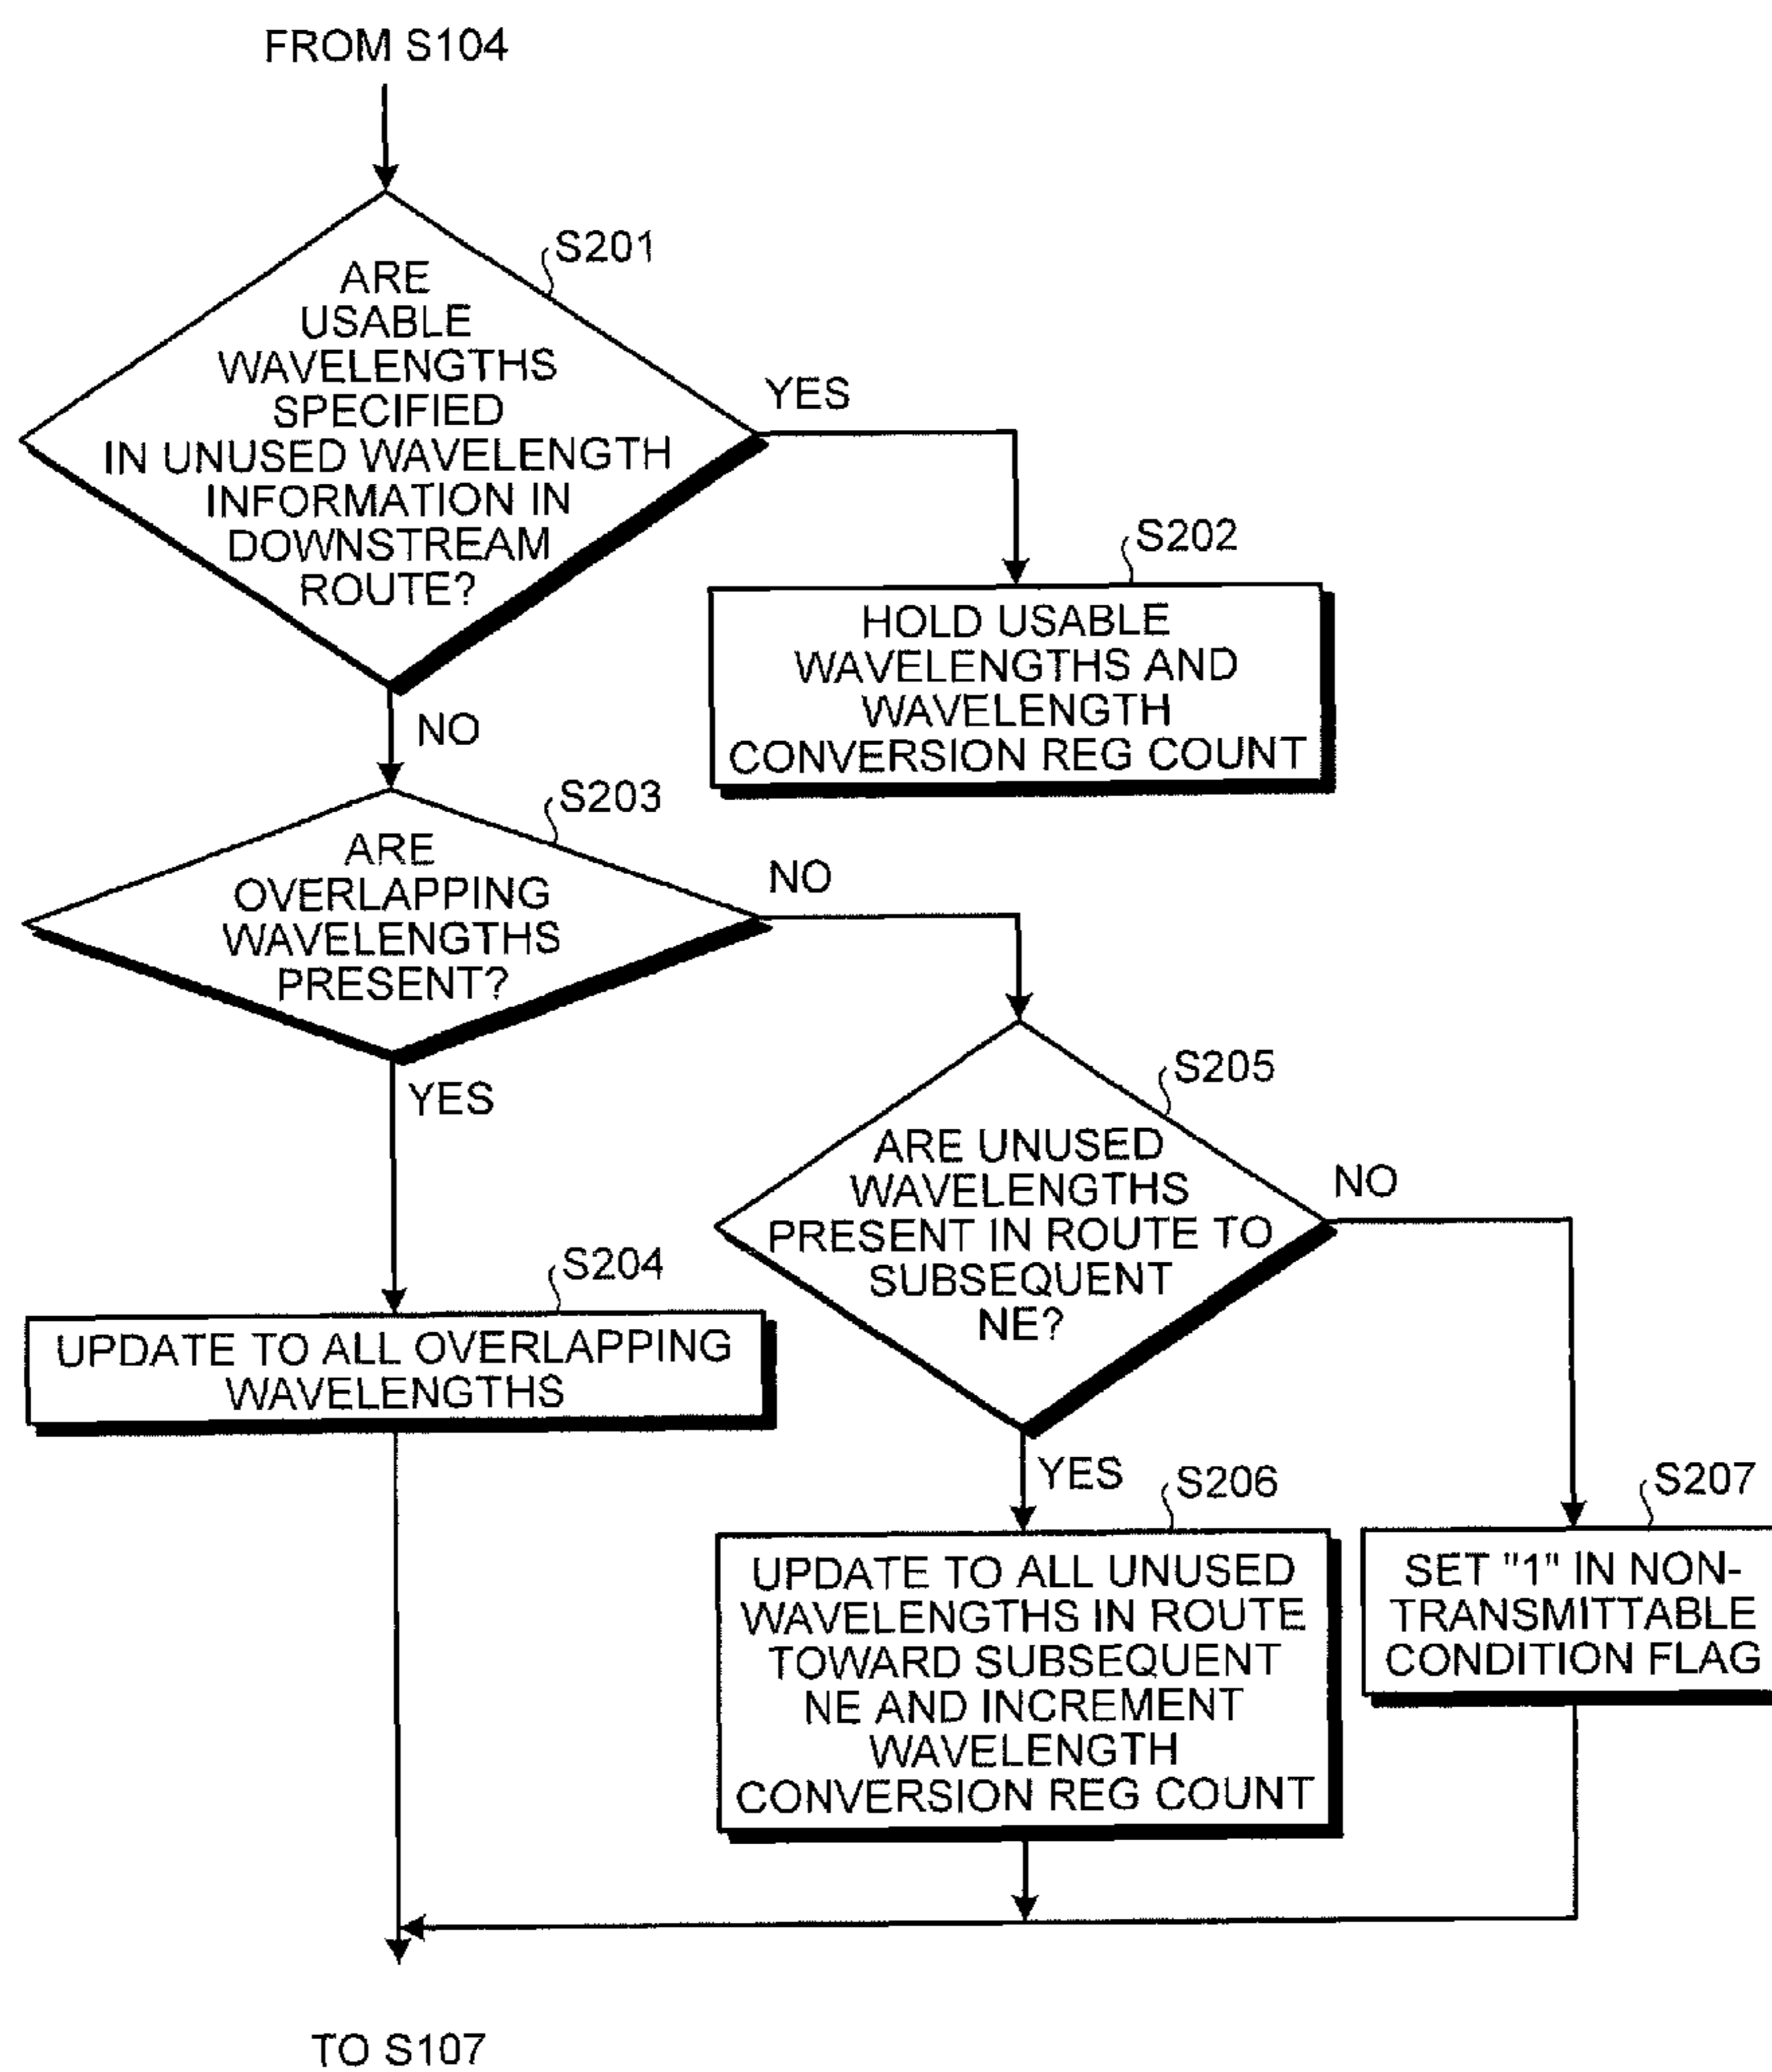 FROM S104
S201
ARE
USABLE
WAVELENGTHS
SPECIFIED
IN UNUSED WAVELENGTH
INFORMATION IN
DOWNSTREAM
ROUTE?
YES
NO
S202
HOLD USABLE
WAVELENGTHS AND
WAVELENGTH
CONVERSION REG COUNT
S203
ARE
OVERLAPPING
WAVELENGTHS
PRESENT?
NO
YES
S204
UPDATE TO ALL OVERLAPPING
WAVELENGTHS
S205
ARE UNUSED
WAVELENGTHS
PRESENT IN ROUTE TO
SUBSEQUENT
NE?
NO
YES
S206
UPDATE TO ALL UNUSED
WAVELENGTHS IN ROUTE
TOWARD SUBSEQUENT
NE AND INCREMENT
WAVELENGTH
CONVERSION REG COUNT
S207
SET "1" IN NON-
TRANSMITTABLE
CONDITION FLAG
TO S107